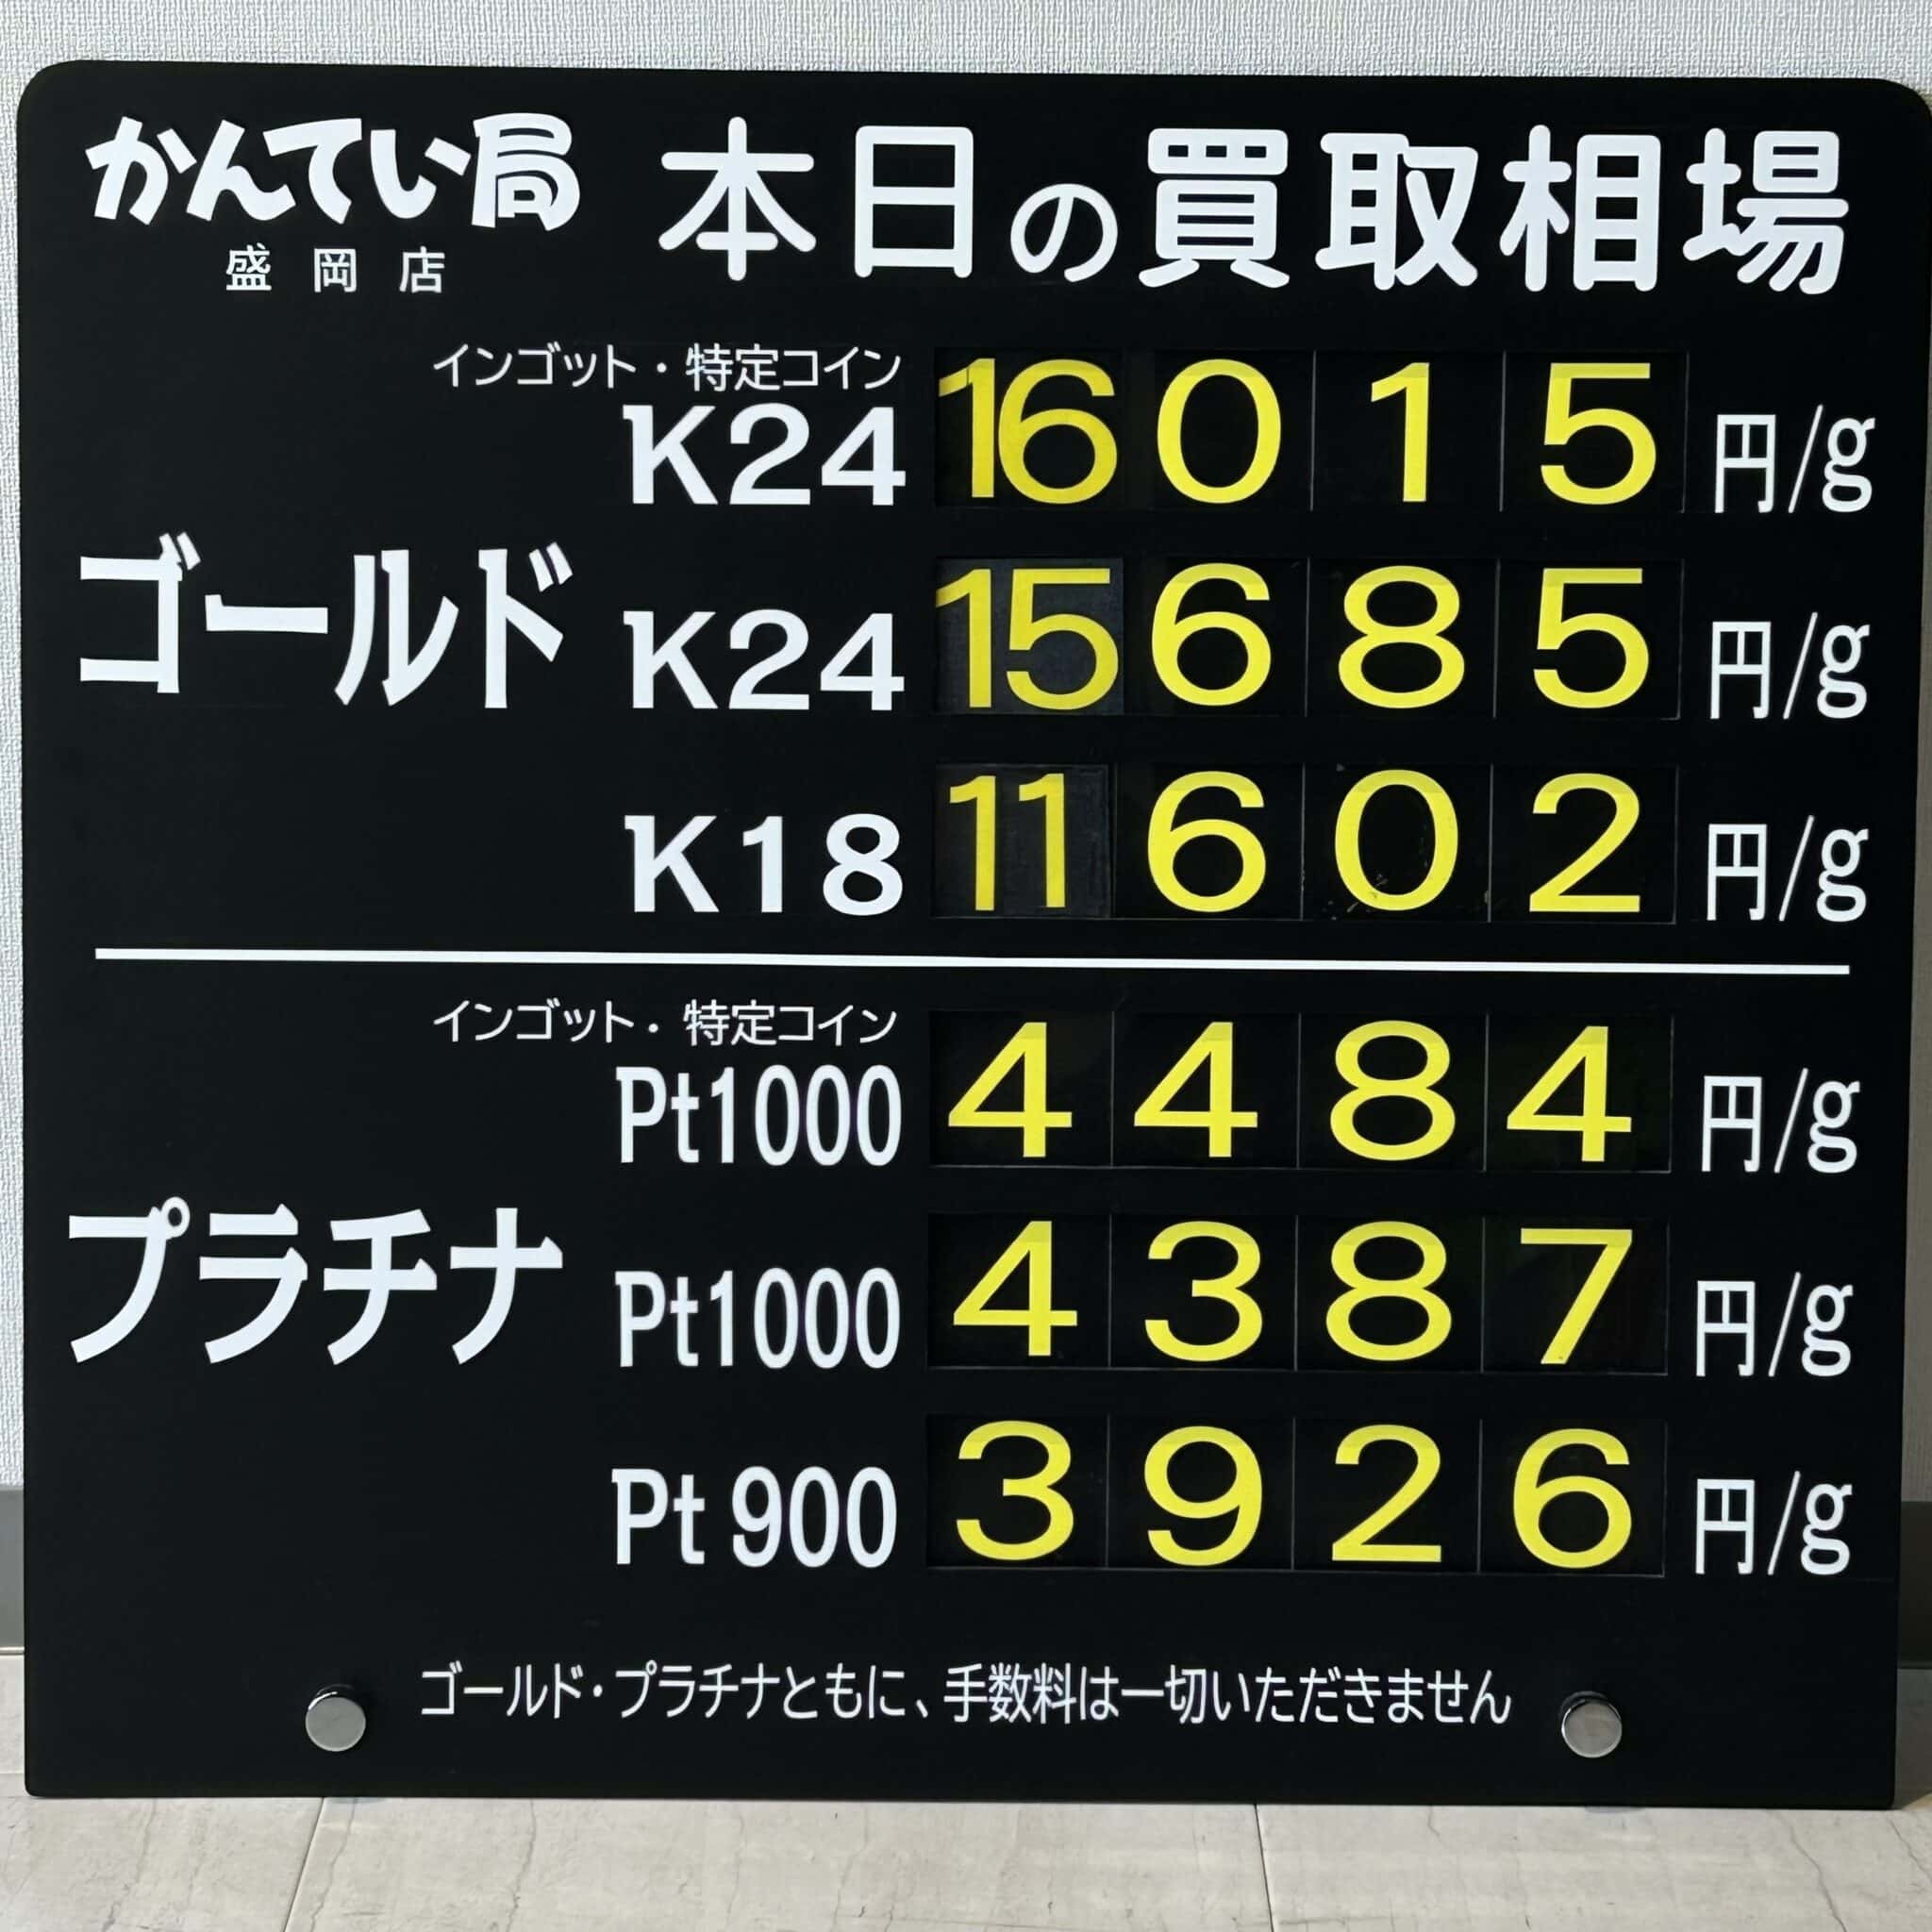 かんてい局 本日の買取相場
盛岡店
インゴット・特定コイン
K24 16015 円/g
ゴールド K24 15685 円/g
K18 11602 円/g
インゴット・特定コイン
Pt1000 4484 円/g
プラチナ Pt1000 4387 円/g
Pt 900 3926 円/g
ゴールド・プラチナともに、手数料は一切いただきません